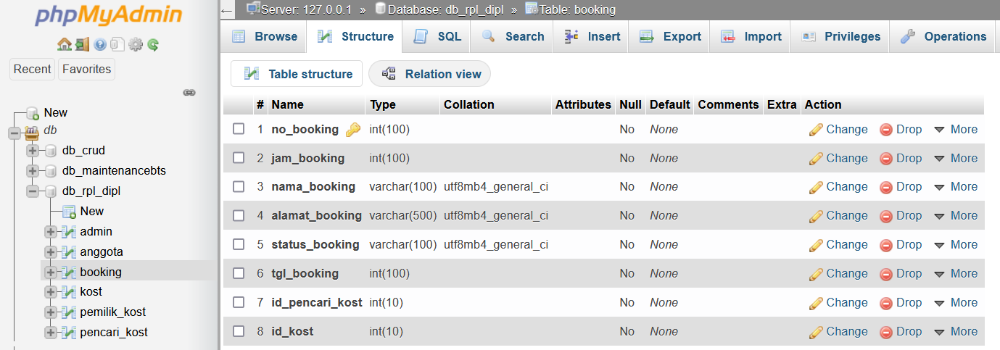 phpMyAdmin
Recent Favorites
New
db
db_crud
db_maintenancebts
db_rpl_dipl
New
admin
anggota
booking
kost
pemilik_kost
pencari_kost
← Server: 127.0.0.1 » Database: db_rpl_dipl » Table: booking
Browse Structure SQL Search Insert Export Import Privileges Operations
Table structure Relation view
# Name Type Collation Attributes Null Default Comments Extra Action
1 no_booking int(100) No None Change Drop More
2 jam_booking int(100) No None Change Drop More
3 nama_booking varchar(100) utf8mb4_general_ci No None Change Drop More
4 alamat_booking varchar(500) utf8mb4_general_ci No None Change Drop More
5 status_booking varchar(100) utf8mb4_general_ci No None Change Drop More
6 tgl_booking int(100) No None Change Drop More
7 id_pencari_kost int(10) No None Change Drop More
8 id_kost int(10) No None Change Drop More